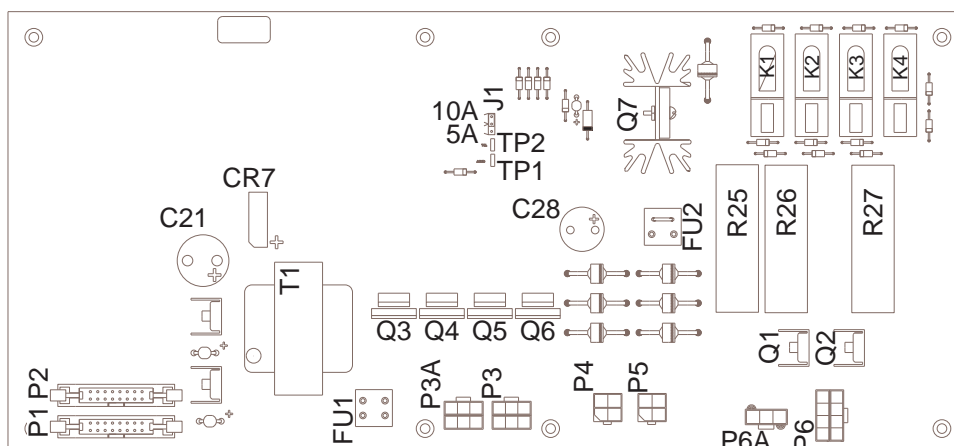 K1
K2
K3
K4
J1
10A
5A
TP2
TP1
Q7
CR7
C21
C28
FU2
R25
R26
R27
T1
Q3
Q4
Q5
Q6
Q1
Q2
P2
P1
FU1
P3A
P3
P4
P5
P6A
P6